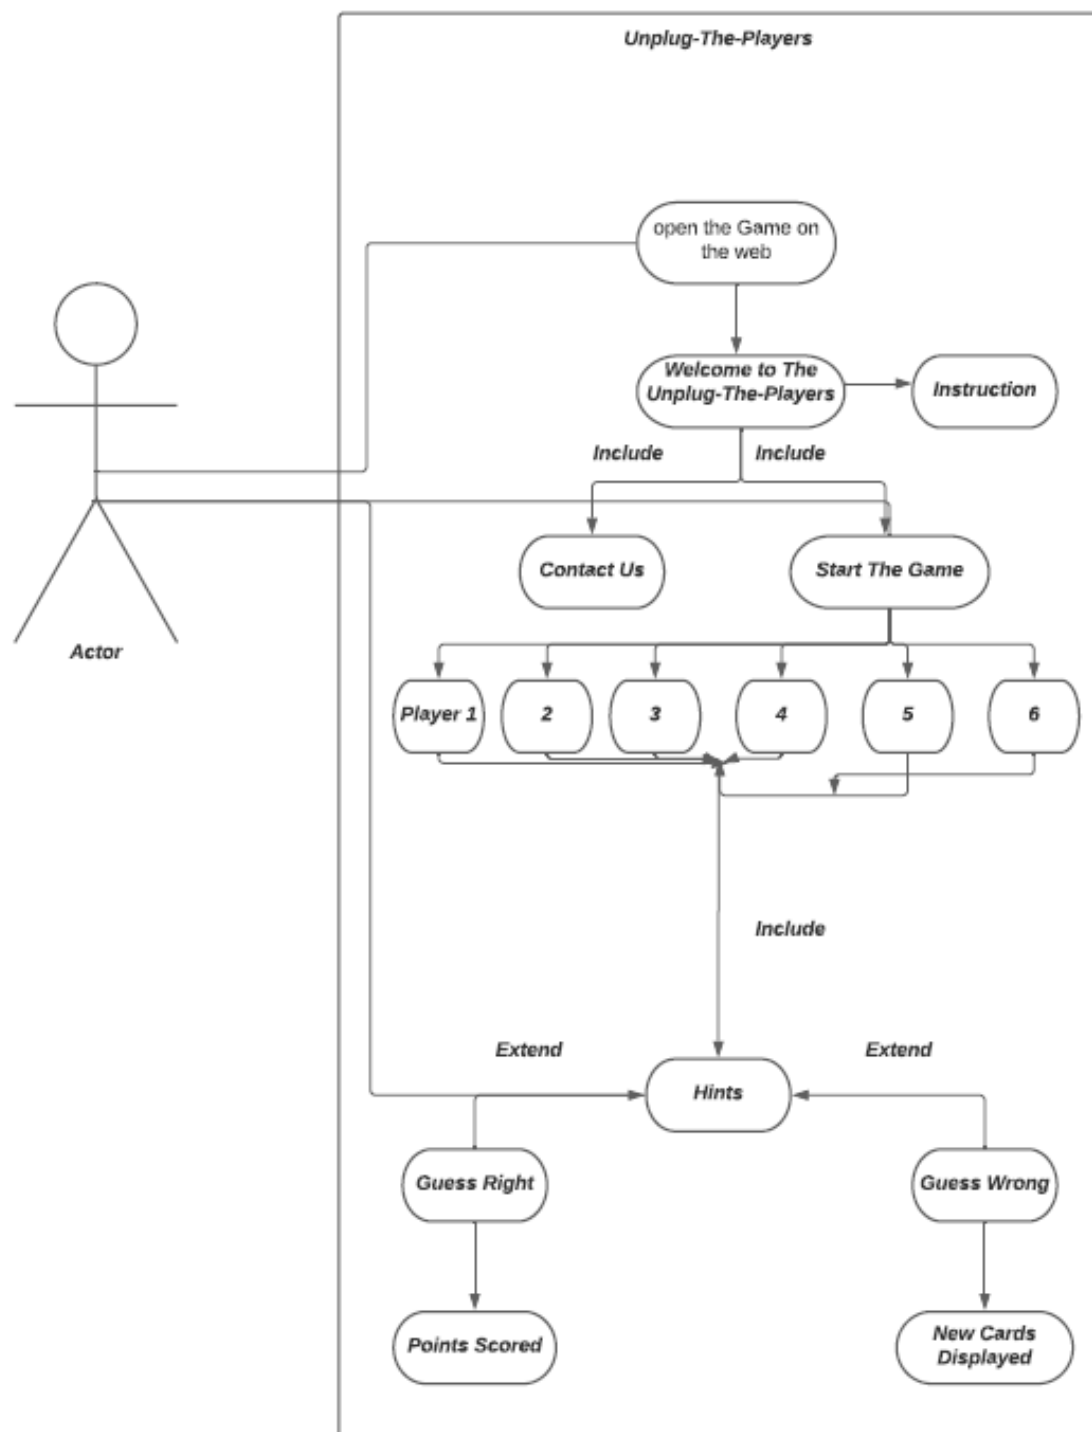 Unplug-The-Players
open the Game on
the web
Welcome to The
Unplug-The-Players
Instruction
Include
Include
Contact Us
Start The Game
Actor
Player 1
2
3
4
5
6
Include
Extend
Extend
Hints
Guess Right
Guess Wrong
Points Scored
New Cards
Displayed